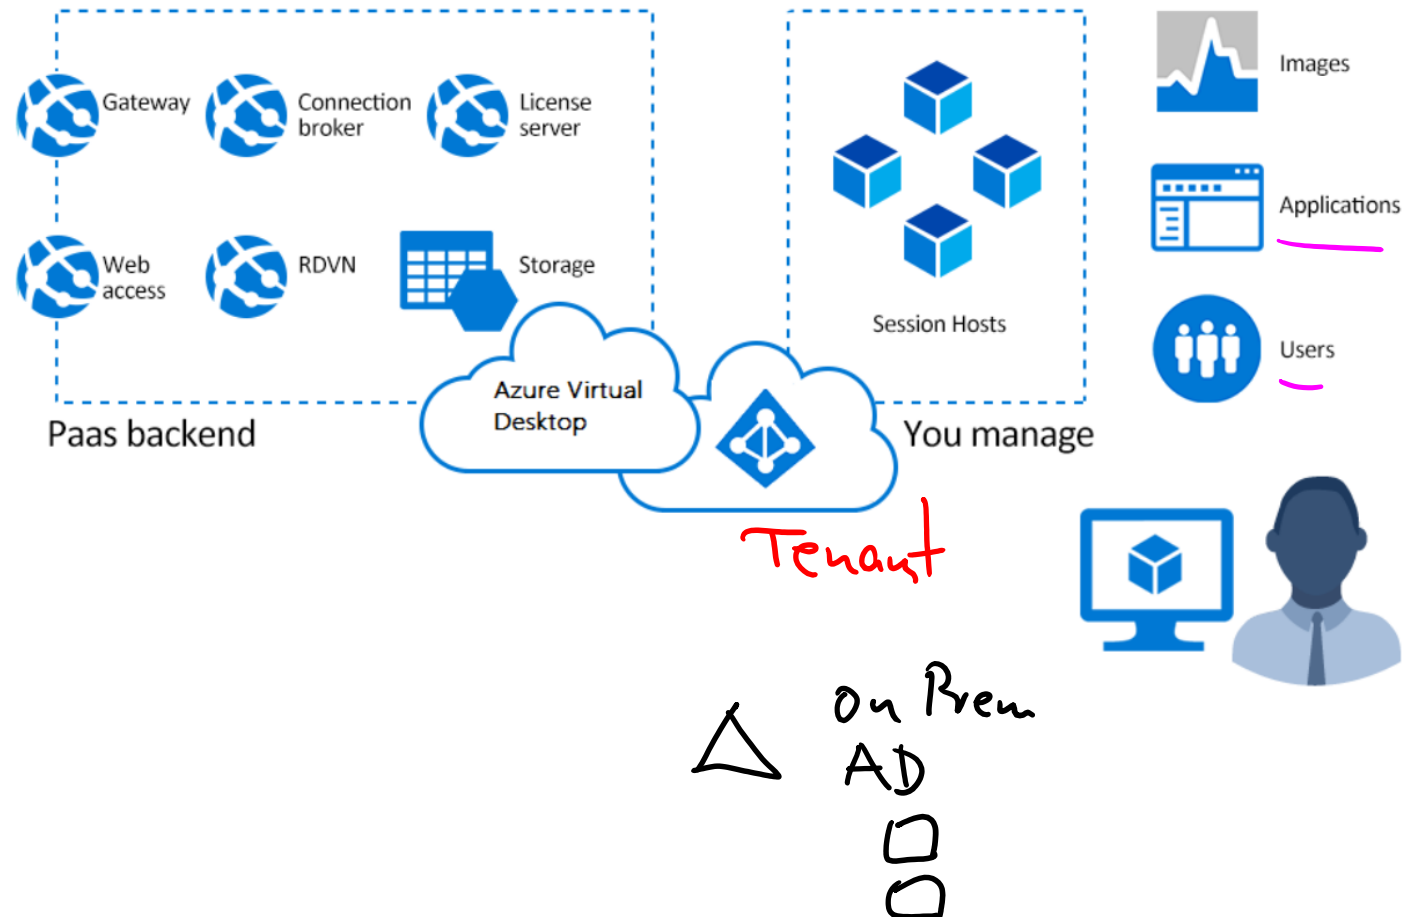 Gateway
Connection
broker
License
server
Web
access
RDVN
Storage
Azure Virtual
Desktop
Paas backend
Session Hosts
You manage
Images
Applications
Users
Tenant
On Prem
AD